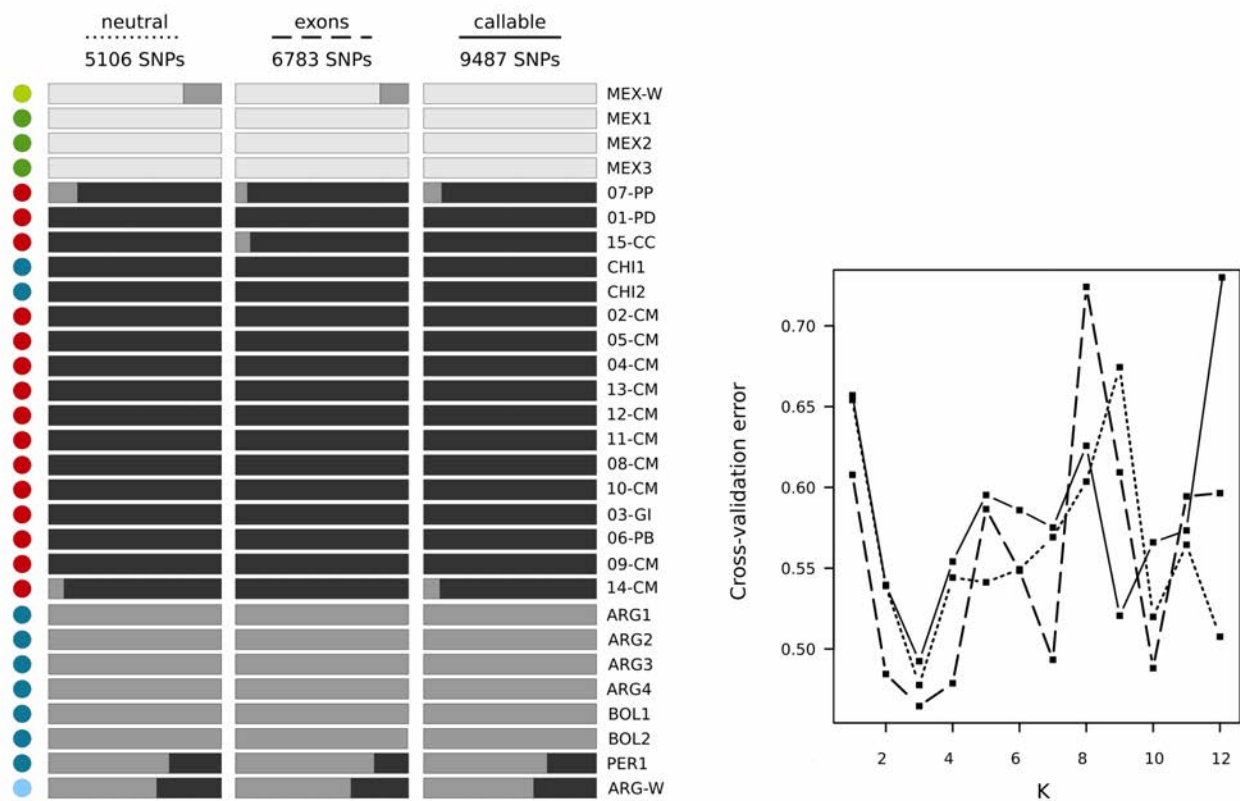 neutral exons callable
5106 SNPs 6783 SNPs 9487 SNPs
MEX-W
MEX1
MEX2
MEX3
07-PP
01-PD
15-CC
CHI1
CHI2
02-CM
05-CM
04-CM
13-CM
12-CM
11-CM
08-CM
10-CM
03-GI
06-PB
09-CM
14-CM
ARG1
ARG2
ARG3
ARG4
BOL1
BOL2
PER1
ARG-W
Cross-validation error
0.70
0.65
0.60
0.55
0.50
2 4 6 8 10 12
K